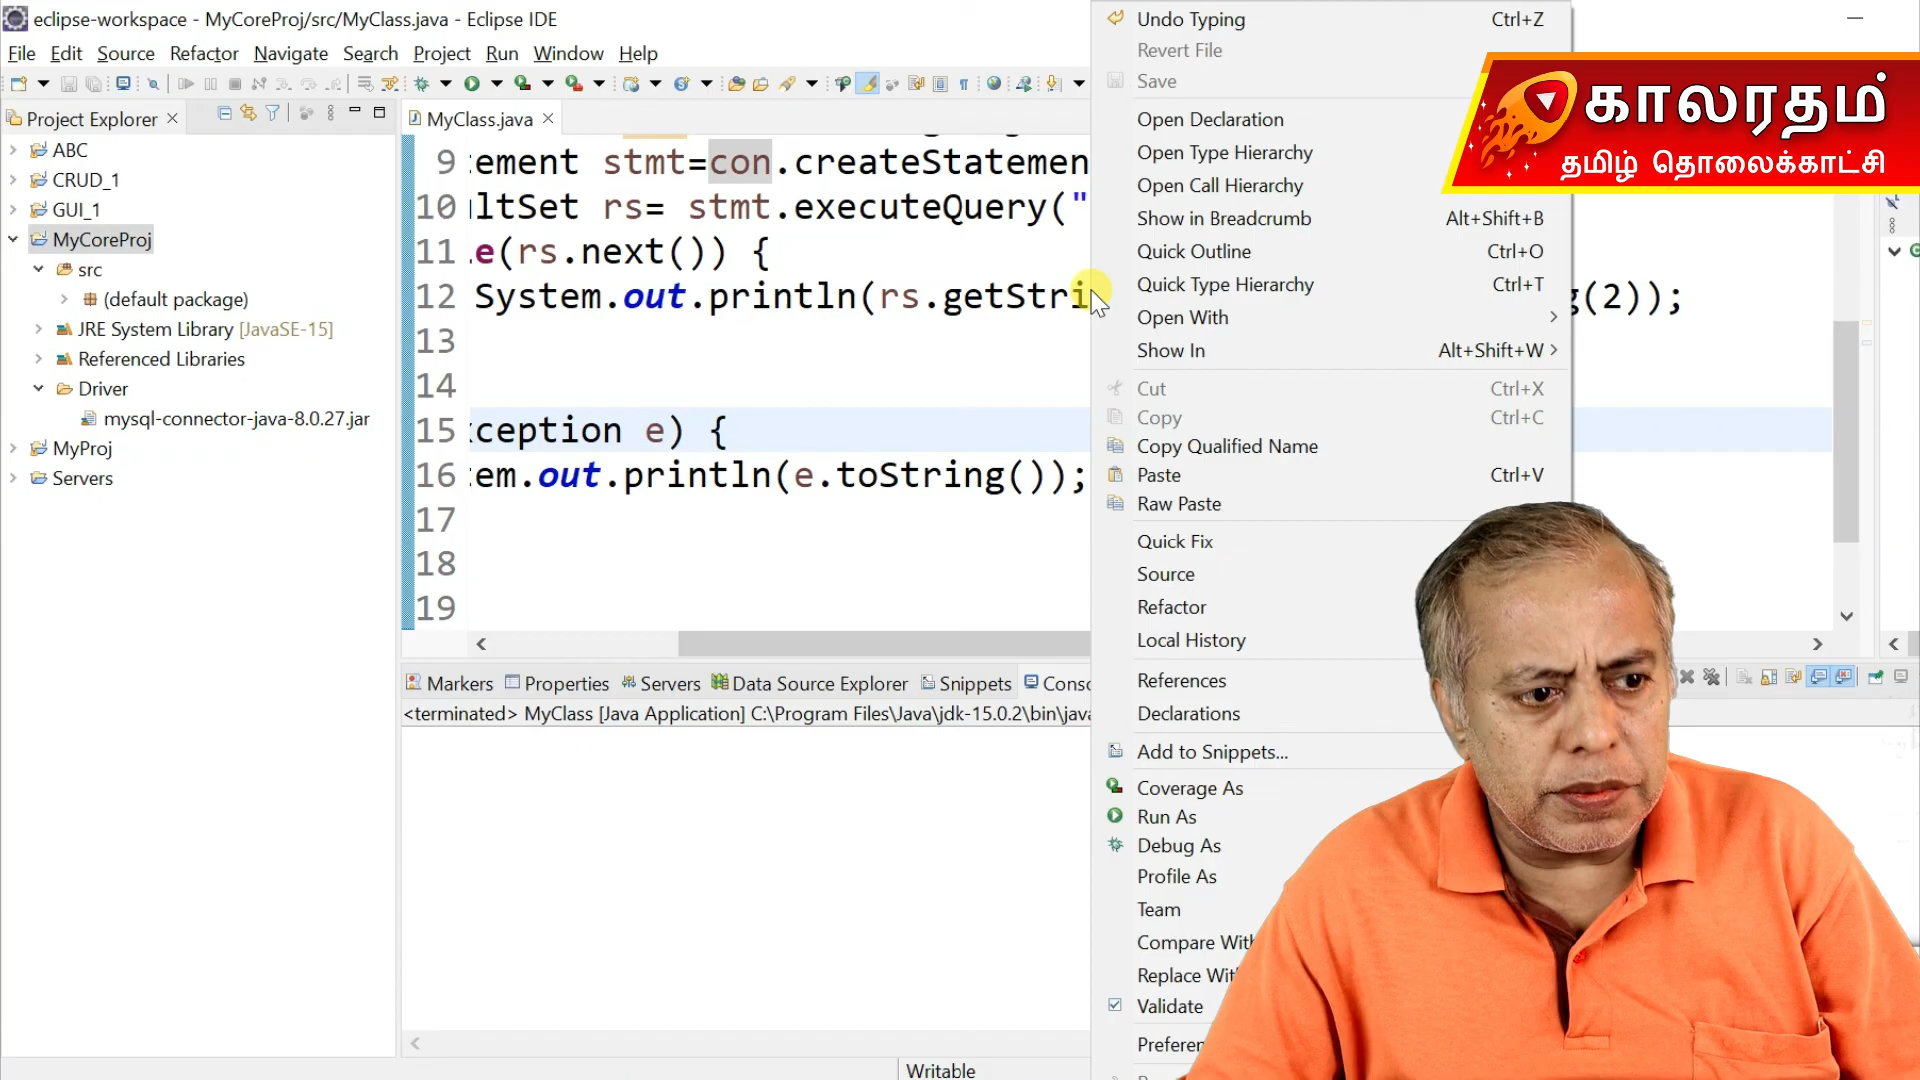 eclipse-workspace - MyCoreProj/src/MyClass.java - Eclipse IDE
File Edit Source Refactor Navigate Search Project Run Window Help
Project Explorer
ABC
CRUD_1
GUI_1
MyCoreProj
src
(default package)
JRE System Library [JavaSE-15]
Referenced Libraries
Driver
mysql-connector-java-8.0.27.jar
MyProj
Servers
MyClass.java
9 tement stmt=con.createStatemen
10 ltSet rs= stmt.executeQuery("
11 e(rs.next()) {
12 System.out.println(rs.getStri g(2));
13
14
15 ception e) {
16 tem.out.println(e.toString());
17
18
19
Markers Properties Servers Data Source Explorer Snippets Conso
<terminated> MyClass [Java Application] C:\Program Files\Java\jdk-15.0.2\bin\java
Writable
Undo Typing Ctrl+Z
Revert File
Save
Open Declaration
Open Type Hierarchy
Open Call Hierarchy
Show in Breadcrumb Alt+Shift+B
Quick Outline Ctrl+O
Quick Type Hierarchy Ctrl+T
Open With
Show In Alt+Shift+W
Cut Ctrl+X
Copy Ctrl+C
Copy Qualified Name
Paste Ctrl+V
Raw Paste
Quick Fix
Source
Refactor
Local History
References
Declarations
Add to Snippets...
Coverage As
Run As
Debug As
Profile As
Team
Compare With
Replace Wit
Validate
Preferen
காலரதம்
தமிழ் தொலைக்காட்சி